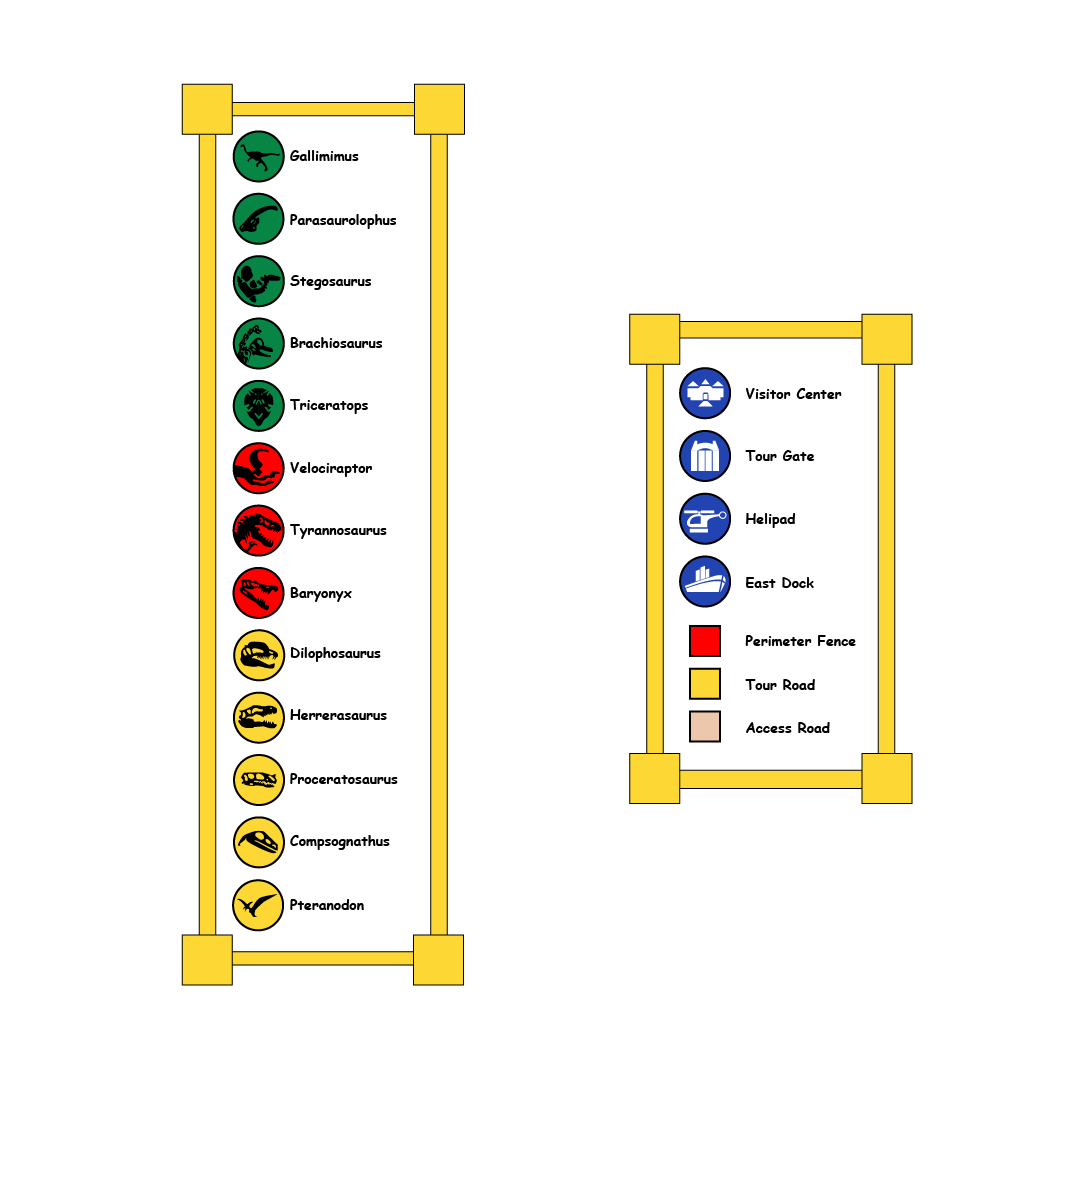 Gallimimus
Parasaurolophus
Stegosaurus
Brachiosaurus
Triceratops
Velociraptor
Tyrannosaurus
Baryonyx
Dilophosaurus
Herrerasaurus
Proceratosaurus
Compsognathus
Pteranodon
Visitor Center
Tour Gate
Helipad
East Dock
Perimeter Fence
Tour Road
Access Road